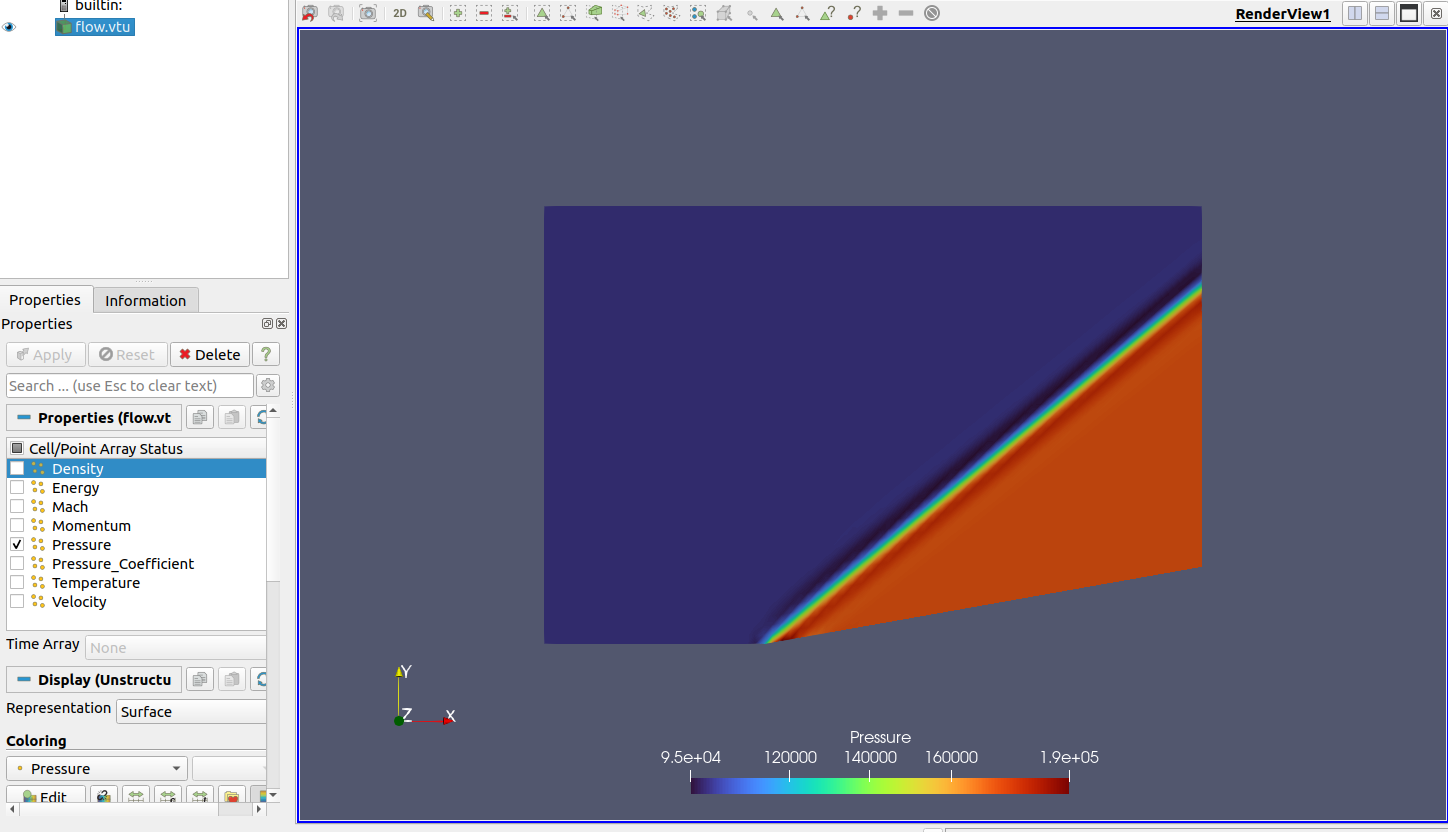 builtin:
flow.vtu
2D
RenderView1
Properties
Information
Properties
Apply
Reset
Delete
?
Search ... (use Esc to clear text)
Properties (flow.vt
Cell/Point Array Status
Density
Energy
Mach
Momentum
Pressure
Pressure_Coefficient
Temperature
Velocity
Time Array
None
Display (Unstructu
Representation
Surface
Coloring
Pressure
Edit
Y
Z
X
Pressure
9.5e+04 120000 140000 160000 1.9e+05